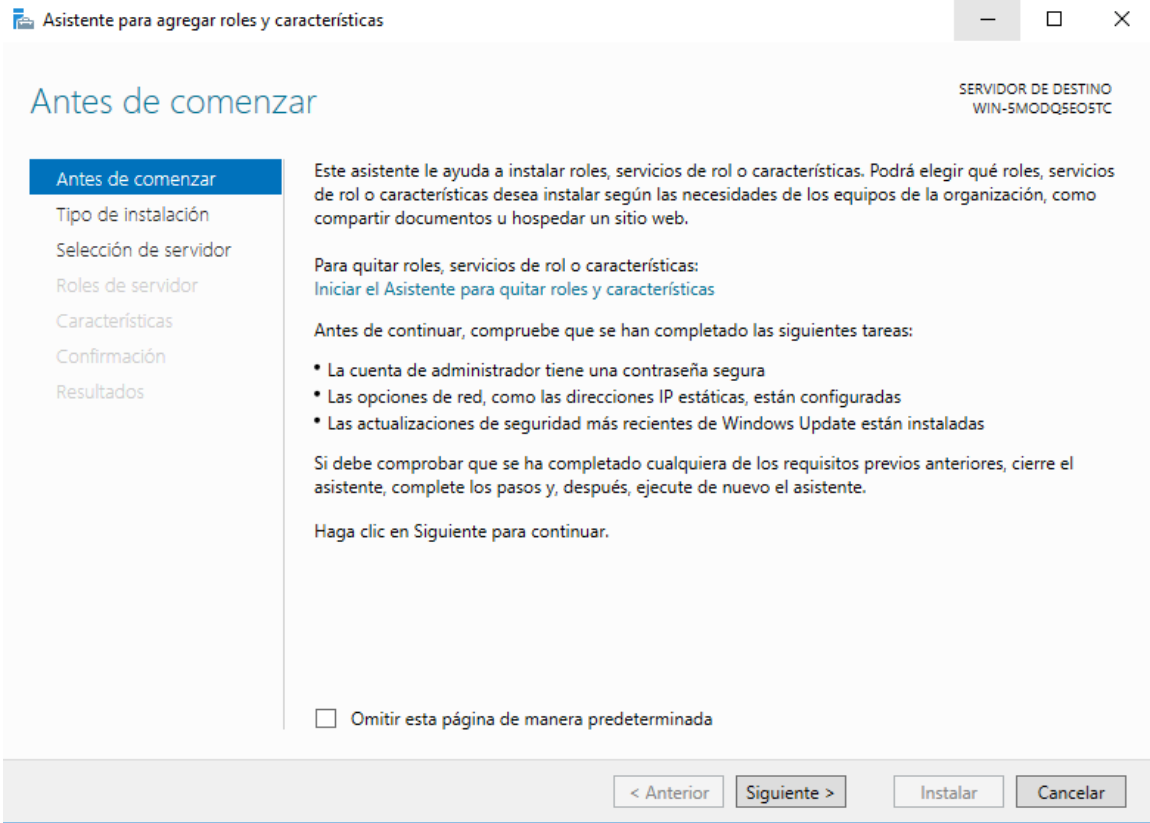 Asistente para agregar roles y características
Antes de comenzar
SERVIDOR DE DESTINO
WIN-5MODQ5EO5TC
Antes de comenzar
Tipo de instalación
Selección de servidor
Roles de servidor
Características
Confirmación
Resultados
Este asistente le ayuda a instalar roles, servicios de rol o características. Podrá elegir qué roles, servicios
de rol o características desea instalar según las necesidades de los equipos de la organización, como
compartir documentos u hospedar un sitio web.
Para quitar roles, servicios de rol o características:
Iniciar el Asistente para quitar roles y características
Antes de continuar, compruebe que se han completado las siguientes tareas:
• La cuenta de administrador tiene una contraseña segura
• Las opciones de red, como las direcciones IP estáticas, están configuradas
• Las actualizaciones de seguridad más recientes de Windows Update están instaladas
Si debe comprobar que se ha completado cualquiera de los requisitos previos anteriores, cierre el
asistente, complete los pasos y, después, ejecute de nuevo el asistente.
Haga clic en Siguiente para continuar.
Omitir esta página de manera predeterminada
< Anterior
Siguiente >
Instalar
Cancelar